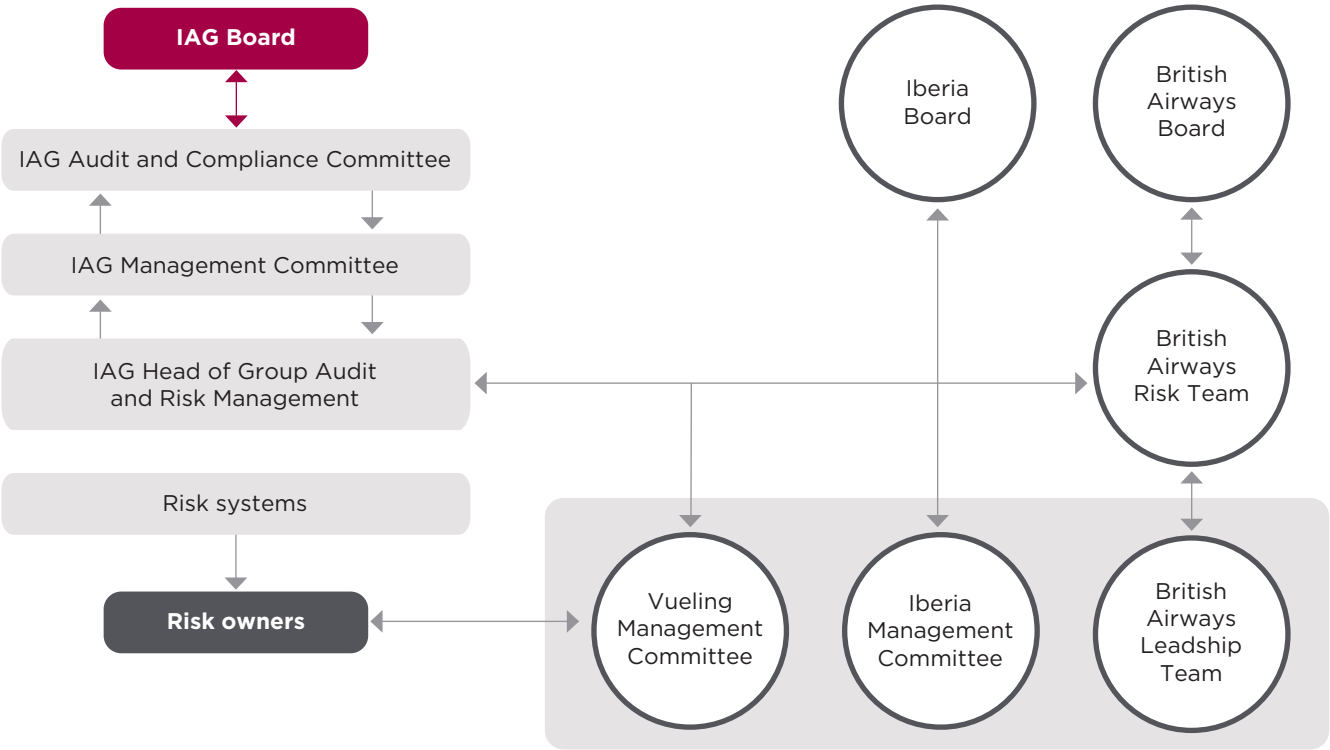 IAG Board
IAG Audit and Compliance Committee
IAG Management Committee
IAG Head of Group Audit
and Risk Management
Risk systems
Risk owners
Iberia
Board
British
Airways
Board
British
Airways
Risk Team
Vueling
Management
Committee
Iberia
Management
Committee
British
Airways
Leadship
Team